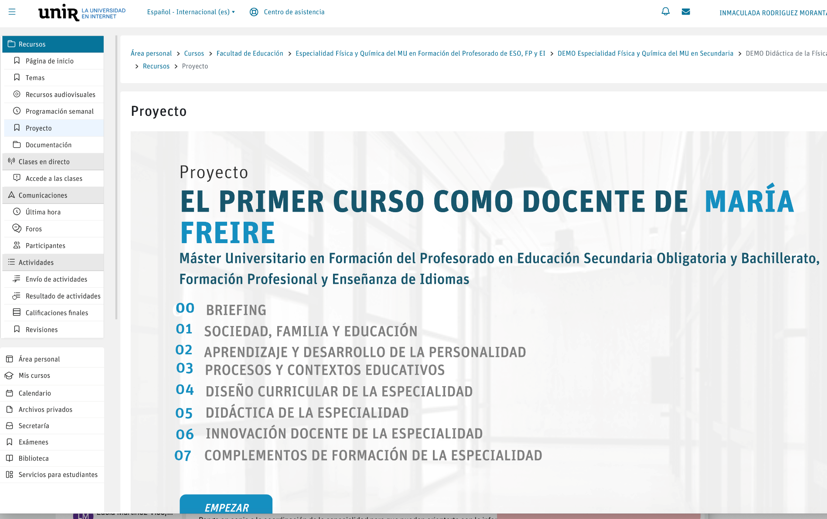 unir LA UNIVERSIDAD EN INTERNET
Español - Internacional (es)
Centro de asistencia
INMACULADA RODRIGUEZ
Recursos
Página de inicio
Temas
Recursos audiovisuales
Programación semanal
Proyecto
Documentación
Clases en directo
Accede a las clases
Comunicaciones
Última hora
Foros
Participantes
Actividades
Envío de actividades
Resultado de actividades
Calificaciones finales
Revisiones
Área personal
Mis cursos
Calendario
Archivos privados
Secretaría
Exámenes
Biblioteca
Servicios para estudiantes
Área personal > Cursos > Facultad de Educación > Especialidad Física y Química del MU en Formación del Profesorado de ESO, FP y EI > DEMO Especialidad Física y Química del MU en Secundaria > DEMO Didáctica de la
> Recursos > Proyecto
Proyecto
Proyecto
EL PRIMER CURSO COMO DOCENTE DE MARÍA
FREIRE
Máster Universitario en Formación del Profesorado en Educación Secundaria Obligatoria y Bachillerato,
Formación Profesional y Enseñanza de Idiomas
00 BRIEFING
01 SOCIEDAD, FAMILIA Y EDUCACIÓN
02 APRENDIZAJE Y DESARROLLO DE LA PERSONALIDAD
03 PROCESOS Y CONTEXTOS EDUCATIVOS
04 DISEÑO CURRICULAR DE LA ESPECIALIDAD
05 DIDÁCTICA DE LA ESPECIALIDAD
06 INNOVACIÓN DOCENTE DE LA ESPECIALIDAD
07 COMPLEMENTOS DE FORMACIÓN DE LA ESPECIALIDAD
EMPEZAR